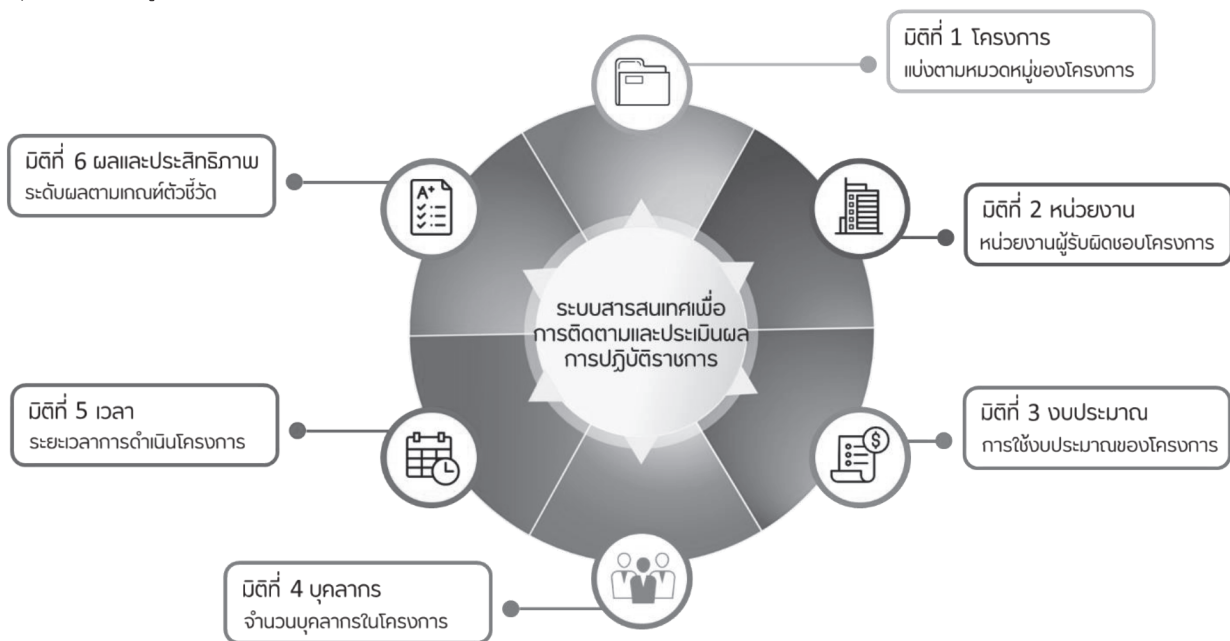 มิติที่ 1 โครงการ
แบ่งตามหมวดหมู่ของโครงการ
มิติที่ 6 ผลและประสิทธิภาพ
ระดับผลตามเกณฑ์ตัวชี้วัด
A+
มิติที่ 2 หน่วยงาน
หน่วยงานผู้รับผิดชอบโครงการ
ระบบสารสนเทศเพื่อ
การติดตามและประเมินผล
การปฏิบัติราชการ
มิติที่ 5 เวลา
ระยะเวลาการดำเนินโครงการ
มิติที่ 3 งบประมาณ
การใช้งบประมาณของโครงการ
$
มิติที่ 4 บุคลากร
จำนวนบุคลากรในโครงการ